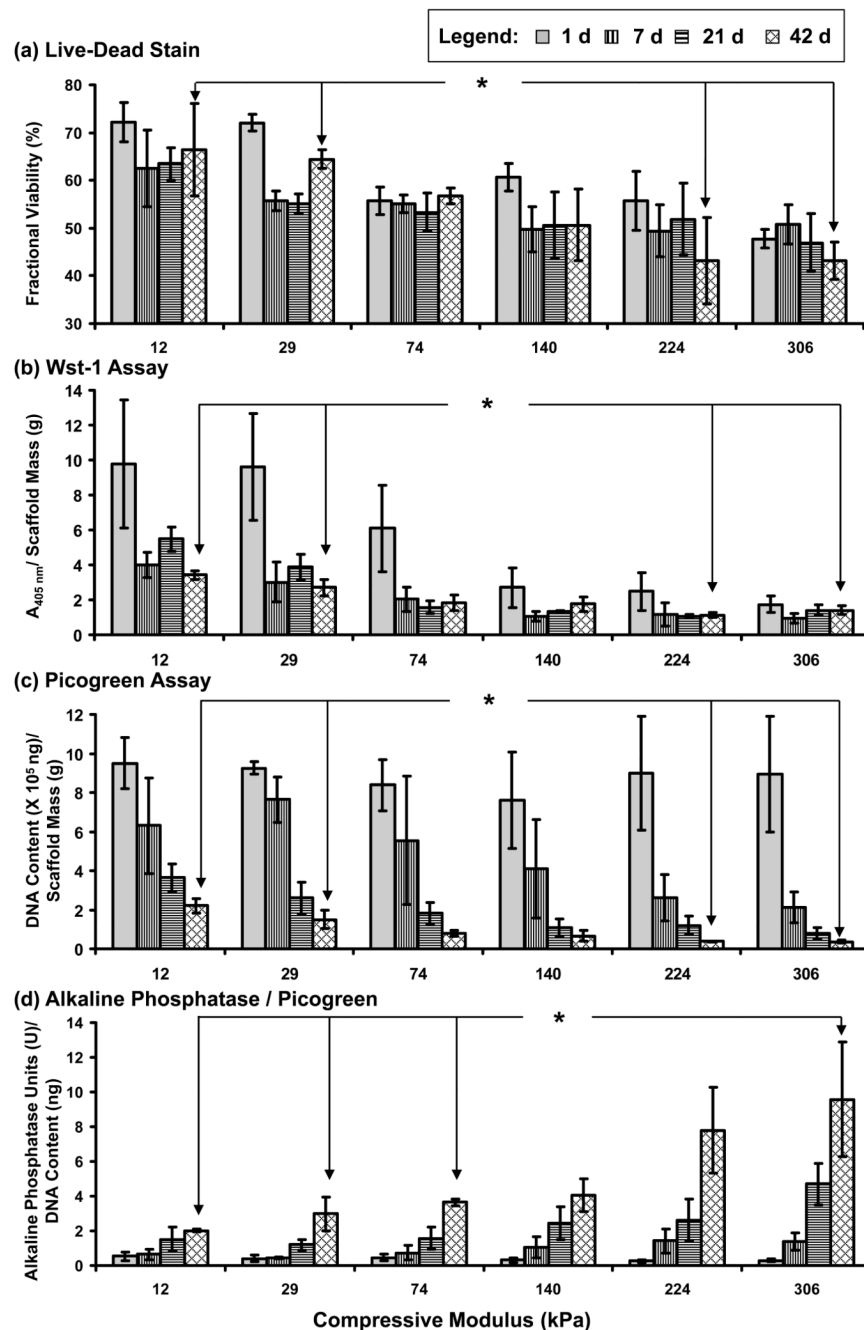 Legend: 1 d 7 d 21 d 42 d
(a) Live-Dead Stain
Fractional Viability (%)
80
70
60
50
40
30
*
12 29 74 140 224 306
(b) Wst-1 Assay
A405 nm/ Scaffold Mass (g)
14
12
10
8
6
4
2
0
*
12 29 74 140 224 306
(c) Picogreen Assay
DNA Content (X 10⁵ ng)/
Scaffold Mass (g)
12
10
8
6
4
2
0
*
12 29 74 140 224 306
(d) Alkaline Phosphatase / Picogreen
Alkaline Phosphatase Units (U)/
DNA Content (ng)
14
12
10
8
6
4
2
0
*
12 29 74 140 224 306
Compressive Modulus (kPa)